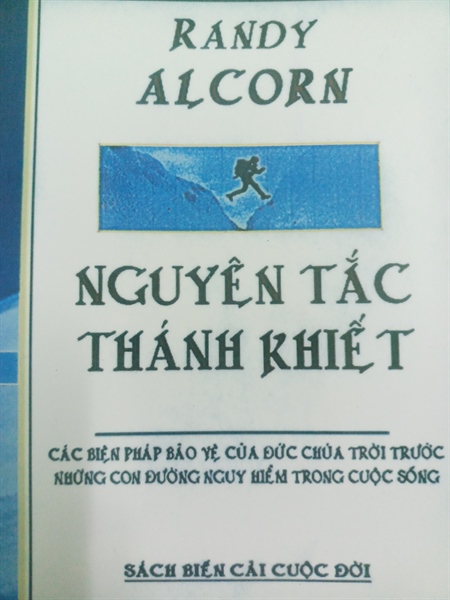 RANDY
ALCORN
NGUYÊN TẮC
THÁNH KHIẾT
CÁC BIỆN PHÁP BẢO VỆ CỦA ĐỨC CHÚA TRỜI TRƯỚC
NHỮNG CON ĐƯỜNG NGUY HIỂM TRONG CUỘC SỐNG
SÁCH BIẾN CẢI CUỘC ĐỜI